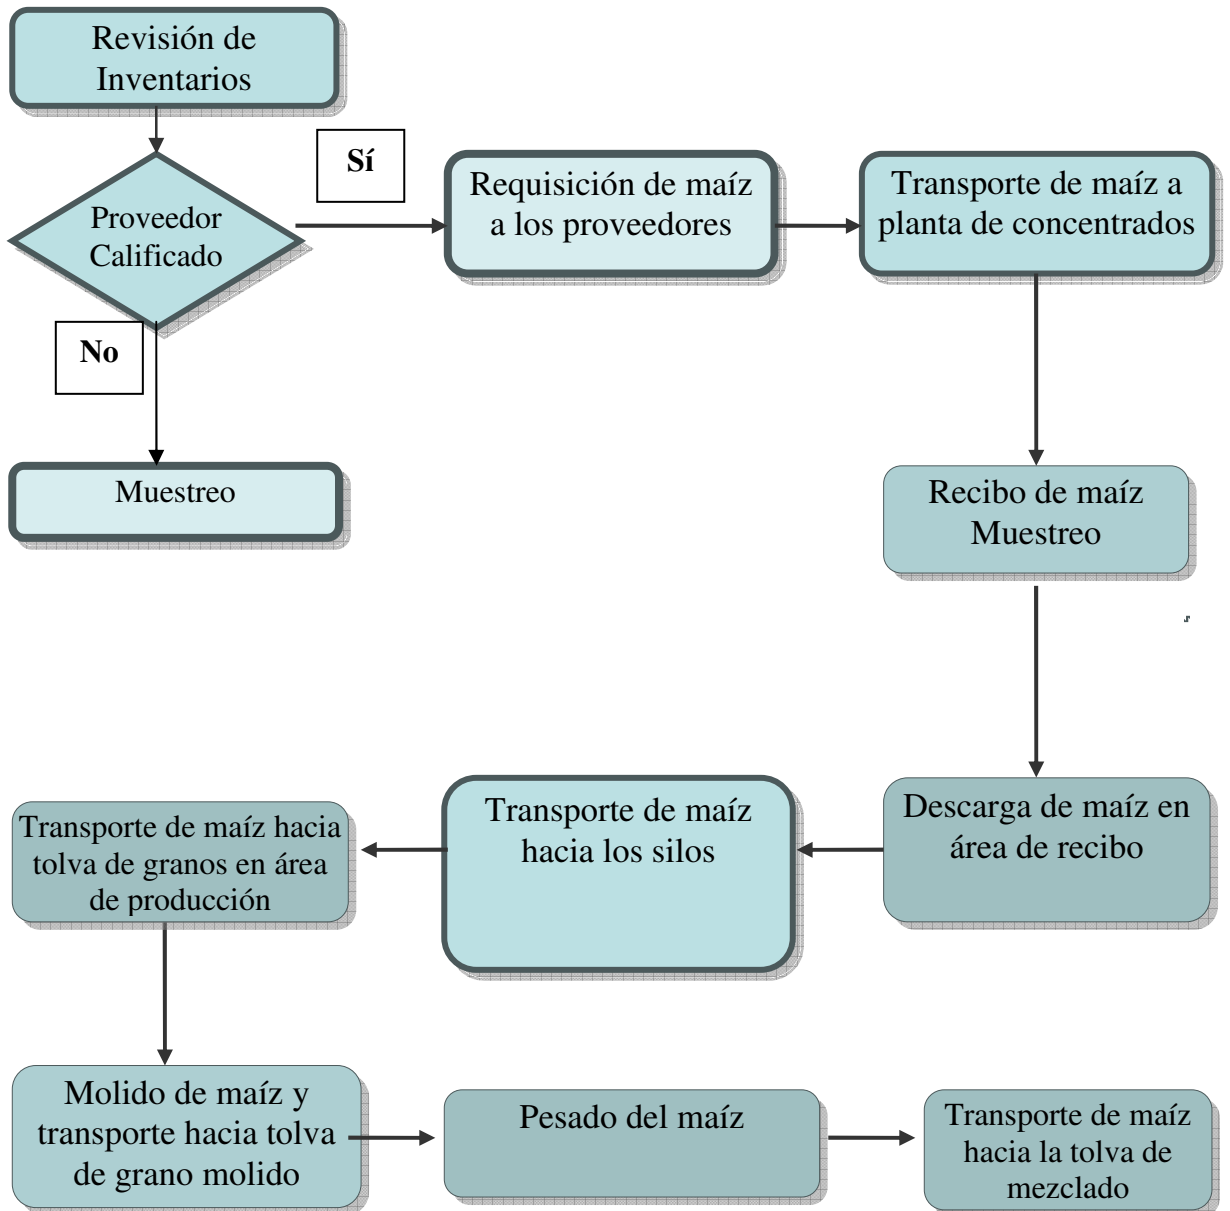 Revisión de
Inventarios
Proveedor
Calificado
Sí
No
Requisición de maíz
a los proveedores
Transporte de maíz a
planta de concentrados
Muestreo
Recibo de maíz
Muestreo
Descarga de maíz en
área de recibo
Transporte de maíz
hacia los silos
Transporte de maíz hacia
tolva de granos en área
de producción
Molido de maíz y
transporte hacia tolva
de grano molido
Pesado del maíz
Transporte de maíz
hacia la tolva de
mezclado